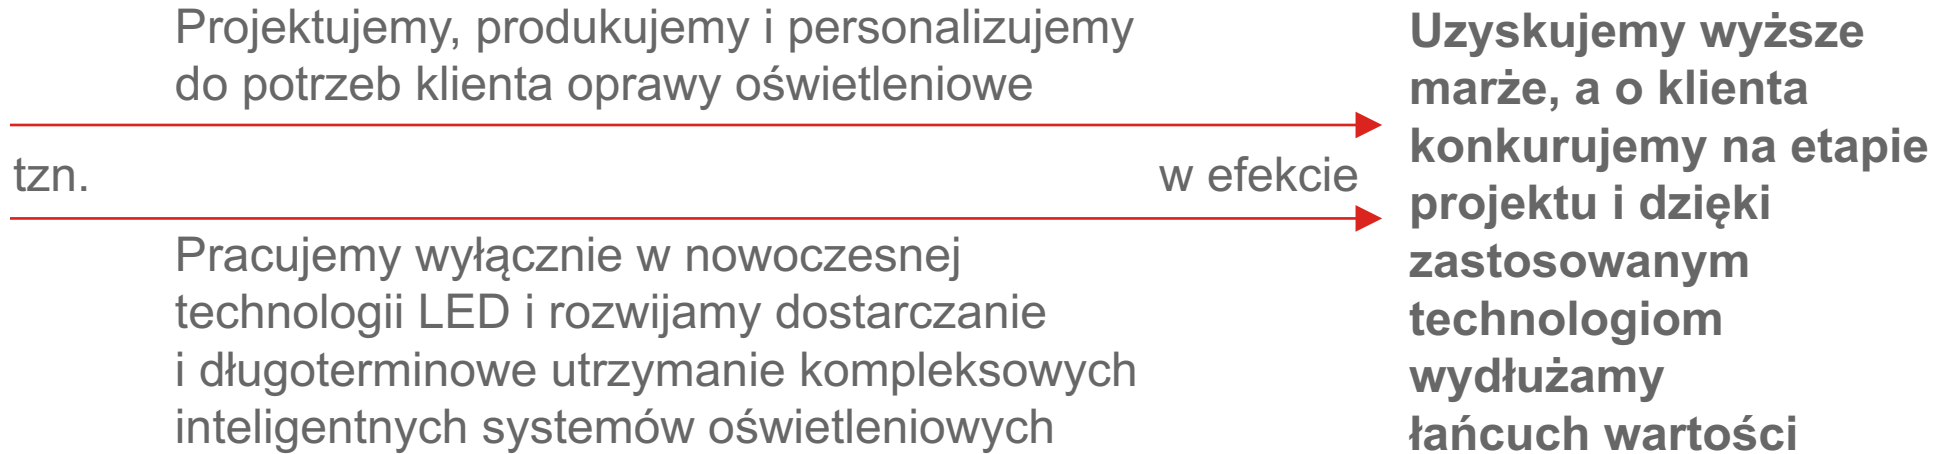 Projektujemy, produkujemy i personalizujemy
do potrzeb klienta oprawy oświetleniowe
tzn.
w efekcie
Pracujemy wyłącznie w nowoczesnej
technologii LED i rozwijamy dostarczanie
i długoterminowe utrzymanie kompleksowych
inteligentnych systemów oświetleniowych
Uzyskujemy wyższe
marże, a o klienta
konkurujemy na etapie
projektu i dzięki
zastosowanym
technologiom
wydłużamy
łańcuch wartości